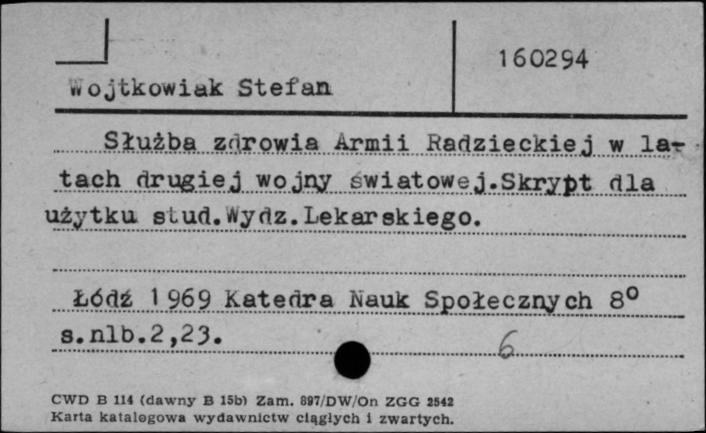 160294
Wojtkowiak Stefan
Służba zdrowia Armii Radzieckiej w la-
tach drugiej wojny światowej.Skrypt dla
użytku stud.Wydz.Lekarskiego.
Łódź 1969 Katedra Nauk Społecznych 8°
s.nlb.2,23.
6
CWD B 114 (dawny B 15b) Zam. 897/DW/On ZGG 2542
Karta katalogowa wydawnictw ciągłych i zwartych.